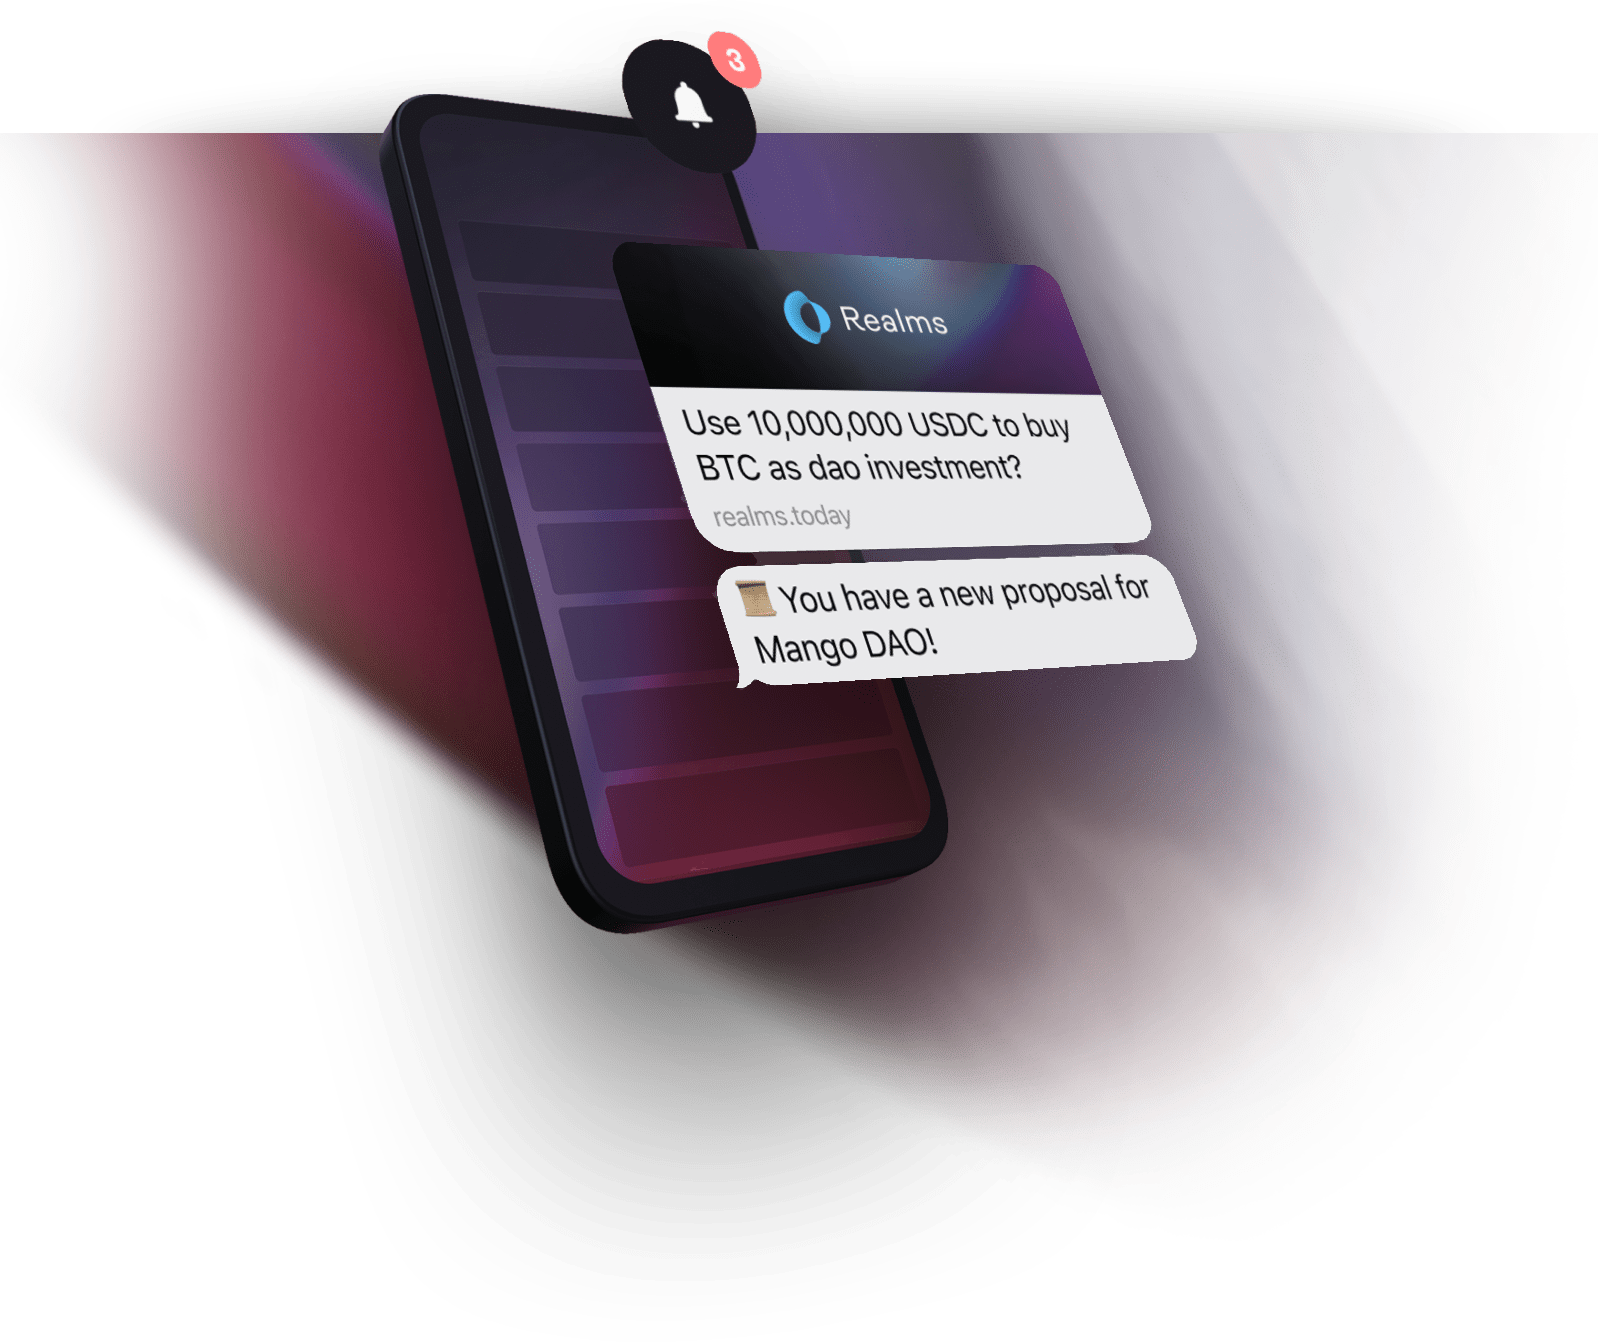 3
Realms
Use 10,000,000 USDC to buy
BTC as dao investment?
realms.today
📜 You have a new proposal for
Mango DAO!